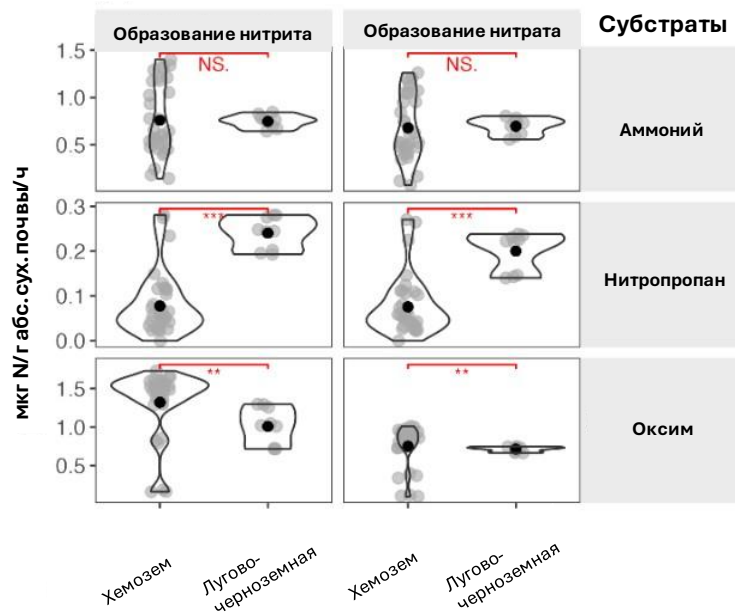 Образование нитрита
Образование нитрата
Субстраты
1.5
1.0
0.5
NS.
NS.
Аммоний
0.3
0.2
0.1
0.0
***
***
Нитропропан
1.5
1.0
0.5
**
**
Оксим
мкг N/г абс.сух.почвы/ч
Хемозем
Лугово-
черноземная
Хемозем
Лугово-
черноземная